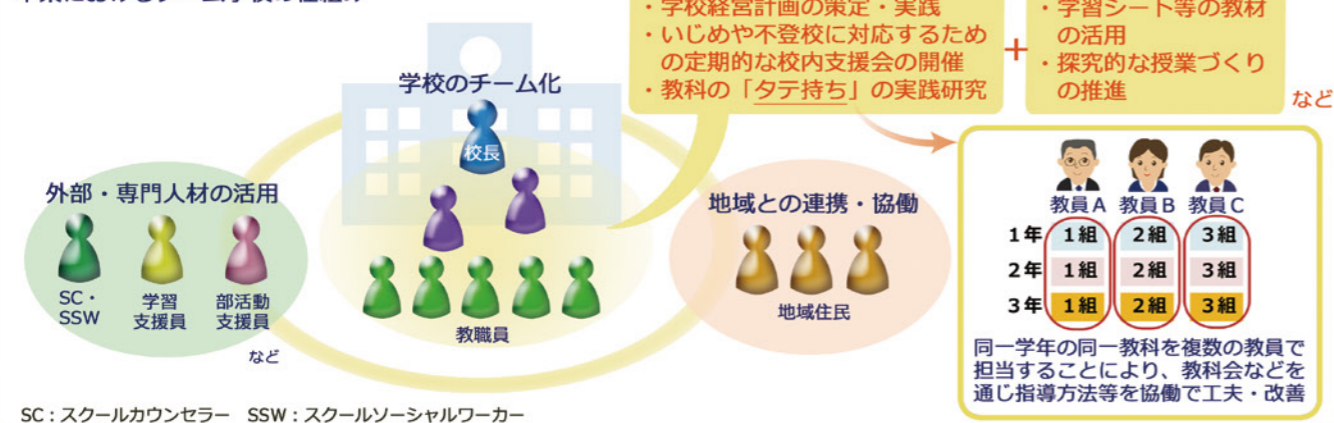 ・学校経営計画の策定・実践
・いじめや不登校に対応するため
の定期的な校内支援会の開催
・教科の「タテ持ち」の実践研究
+
・学習シート等の教材
の活用
・探究的な授業づくり
の推進
など
学校のチーム化
校長
教職員
外部・専門人材の活用
SC・
SSW
学習
支援員
部活動
支援員
など
地域との連携・協働
地域住民
教員A 教員B 教員C
1年 1組 2組 3組
2年 1組 2組 3組
3年 1組 2組 3組
同一学年の同一教科を複数の教員で
担当することにより、教科会などを
通じ指導方法等を協働で工夫・改善
SC:スクールカウンセラー SSW:スクールソーシャルワーカー